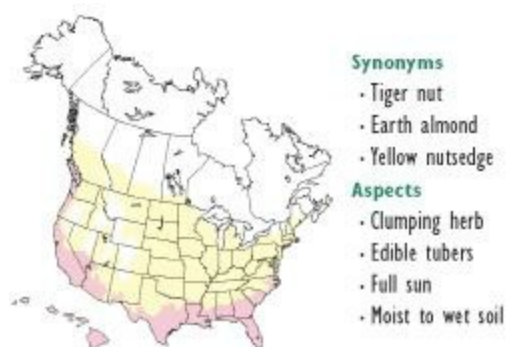 Synonyms
· Tiger nut
· Earth almond
· Yellow nutsedge
Aspects
· Clumping herb
· Edible tubers
· Full sun
· Moist to wet soil